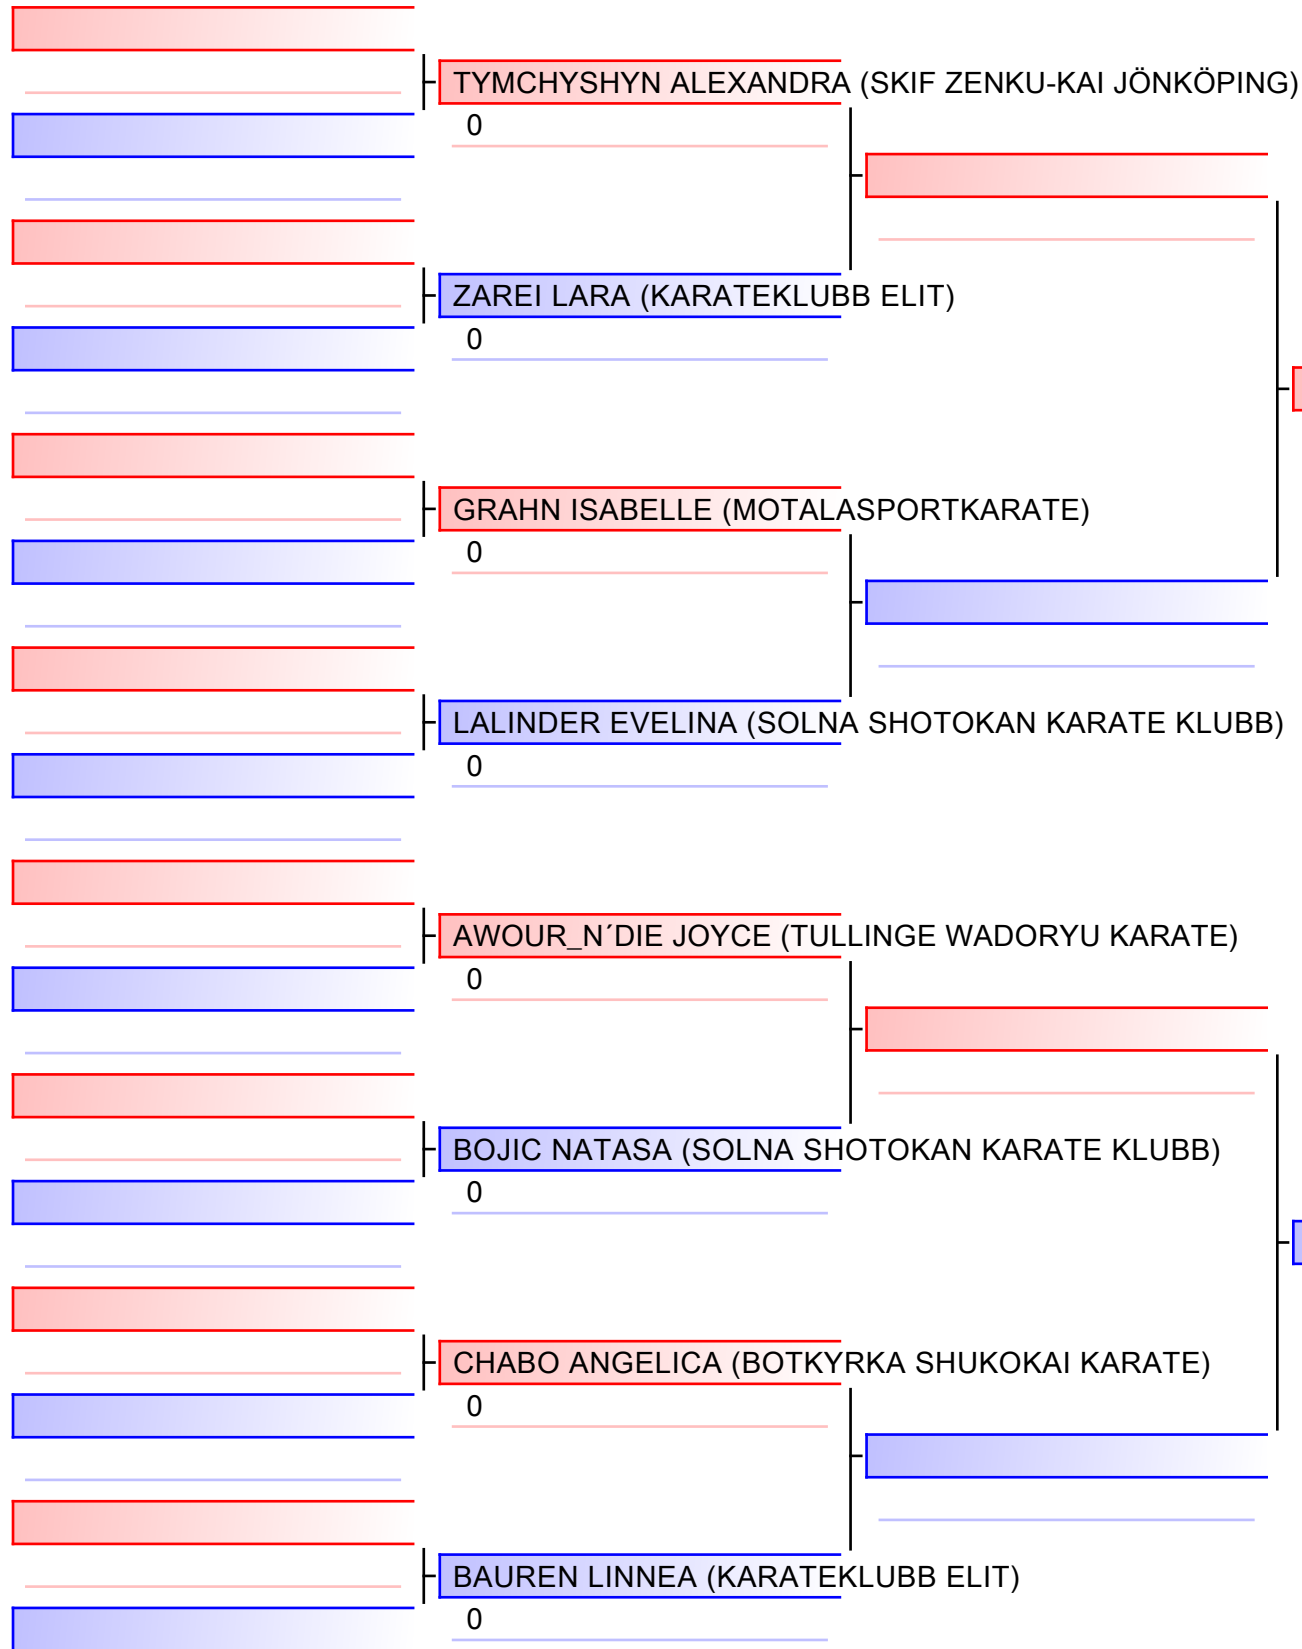 TYMCHYSHYN ALEXANDRA (SKIF ZENKU-KAI JÖNKÖPING)
0
ZAREI LARA (KARATEKLUBB ELIT)
0
GRAHN ISABELLE (MOTALASPORTKARATE)
0
LALINDER EVELINA (SOLNA SHOTOKAN KARATE KLUBB)
0
AWOUR_N´DIE JOYCE (TULLINGE WADORYU KARATE)
0
BOJIC NATASA (SOLNA SHOTOKAN KARATE KLUBB)
0
CHABO ANGELICA (BOTKYRKA SHUKOKAI KARATE)
0
BAUREN LINNEA (KARATEKLUBB ELIT)
0